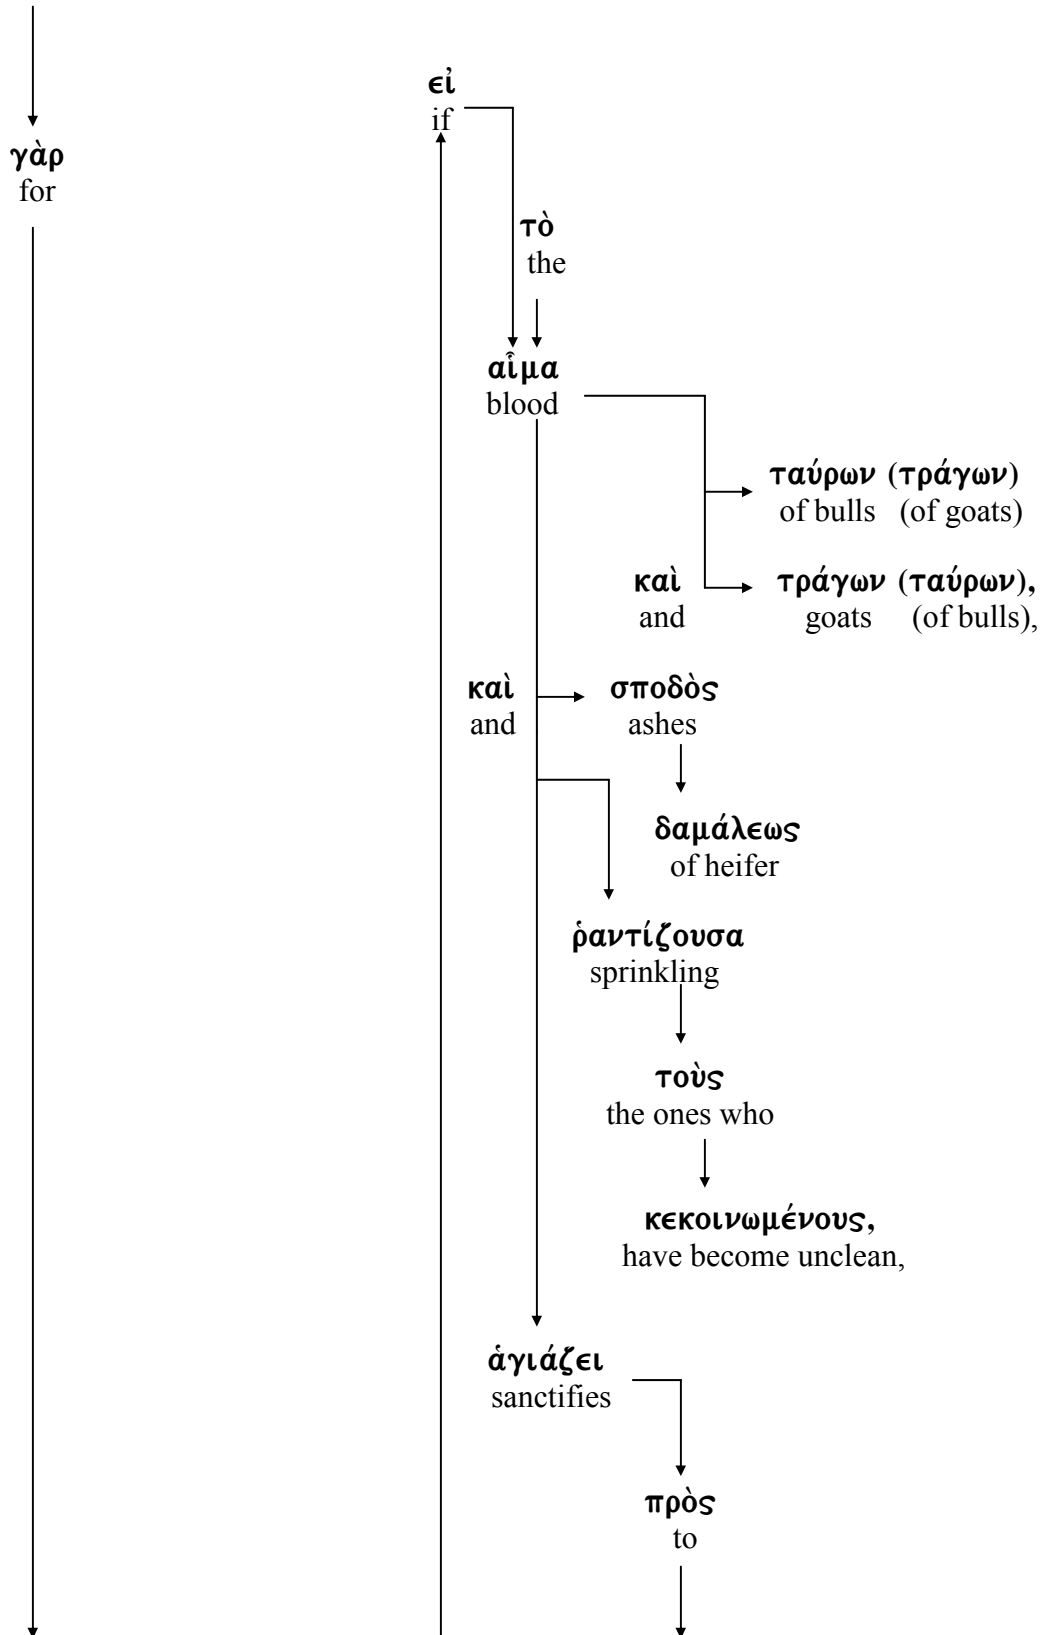 εἰ
if
γὰρ
for
τὸ
the
αἷμα
blood
ταύρων (τράγων)
of bulls (of goats)
καὶ τράγων (ταύρων),
and goats (of bulls),
καὶ σποδὸς
and ashes
δαμάλεως
of heifer
ῥαντίζουσα
sprinkling
τοὺς
the ones who
κεκοινωμένους,
have become unclean,
ἁγιάζει
sanctifies
πρὸς
to